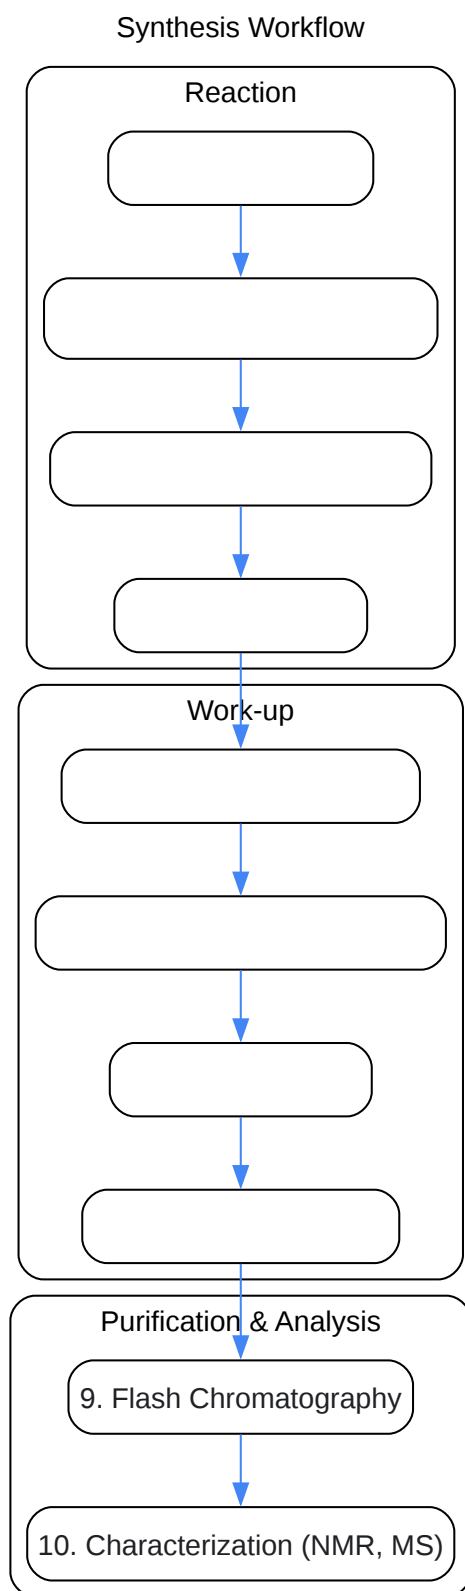 Synthesis Workflow
Reaction
Work-up
Purification & Analysis
9. Flash Chromatography
10. Characterization (NMR, MS)